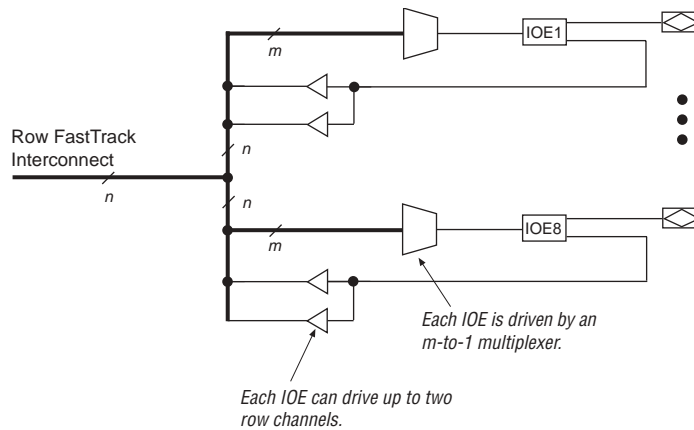 m
IOE1
n
Row FastTrack
Interconnect
n
n
m
IOE8
Each IOE is driven by an
m-to-1 multiplexer.
Each IOE can drive up to two
row channels.